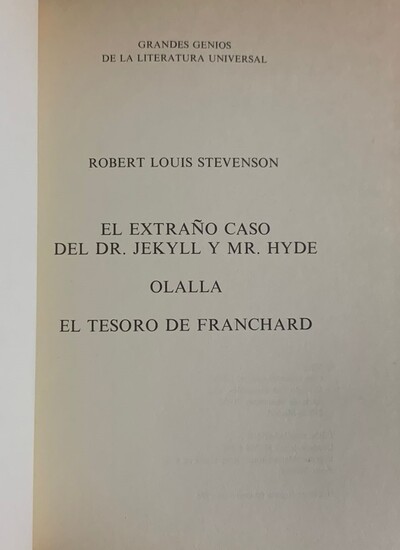 GRANDES GENIOS
DE LA LITERATURA UNIVERSAL
ROBERT LOUIS STEVENSON
EL EXTRAÑO CASO
DEL DR. JEKYLL Y MR. HYDE
OLALLA
EL TESORO DE FRANCHARD